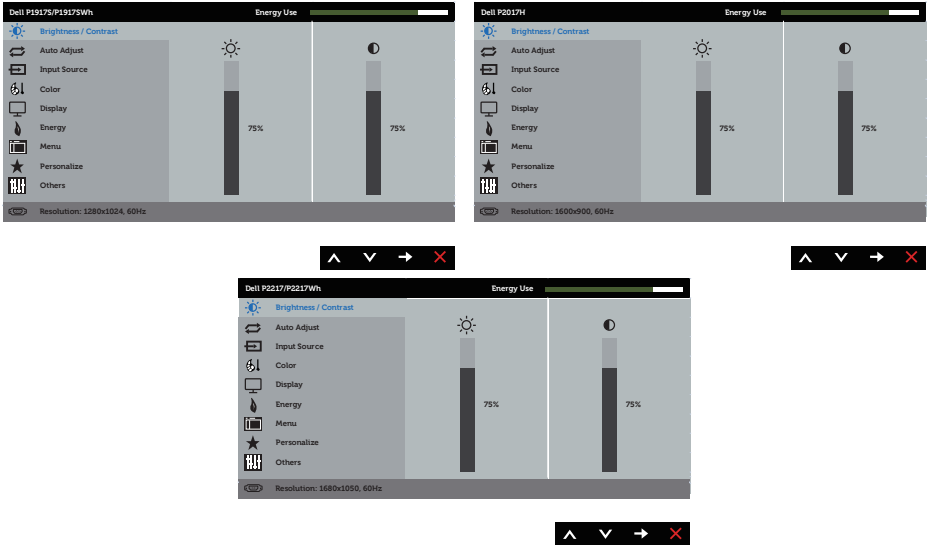 Dell P1917S/P1917SWh Energy Use
Brightness / Contrast
Auto Adjust
Input Source
Color
Display
Energy
Menu
Personalize
Others
75% 75%
Resolution: 1280x1024, 60Hz
Dell P2017H Energy Use
Brightness / Contrast
Auto Adjust
Input Source
Color
Display
Energy
Menu
Personalize
Others
75% 75%
Resolution: 1600x900, 60Hz
Dell P2217/P2217Wh Energy Use
Brightness / Contrast
Auto Adjust
Input Source
Color
Display
Energy
Menu
Personalize
Others
75% 75%
Resolution: 1680x1050, 60Hz